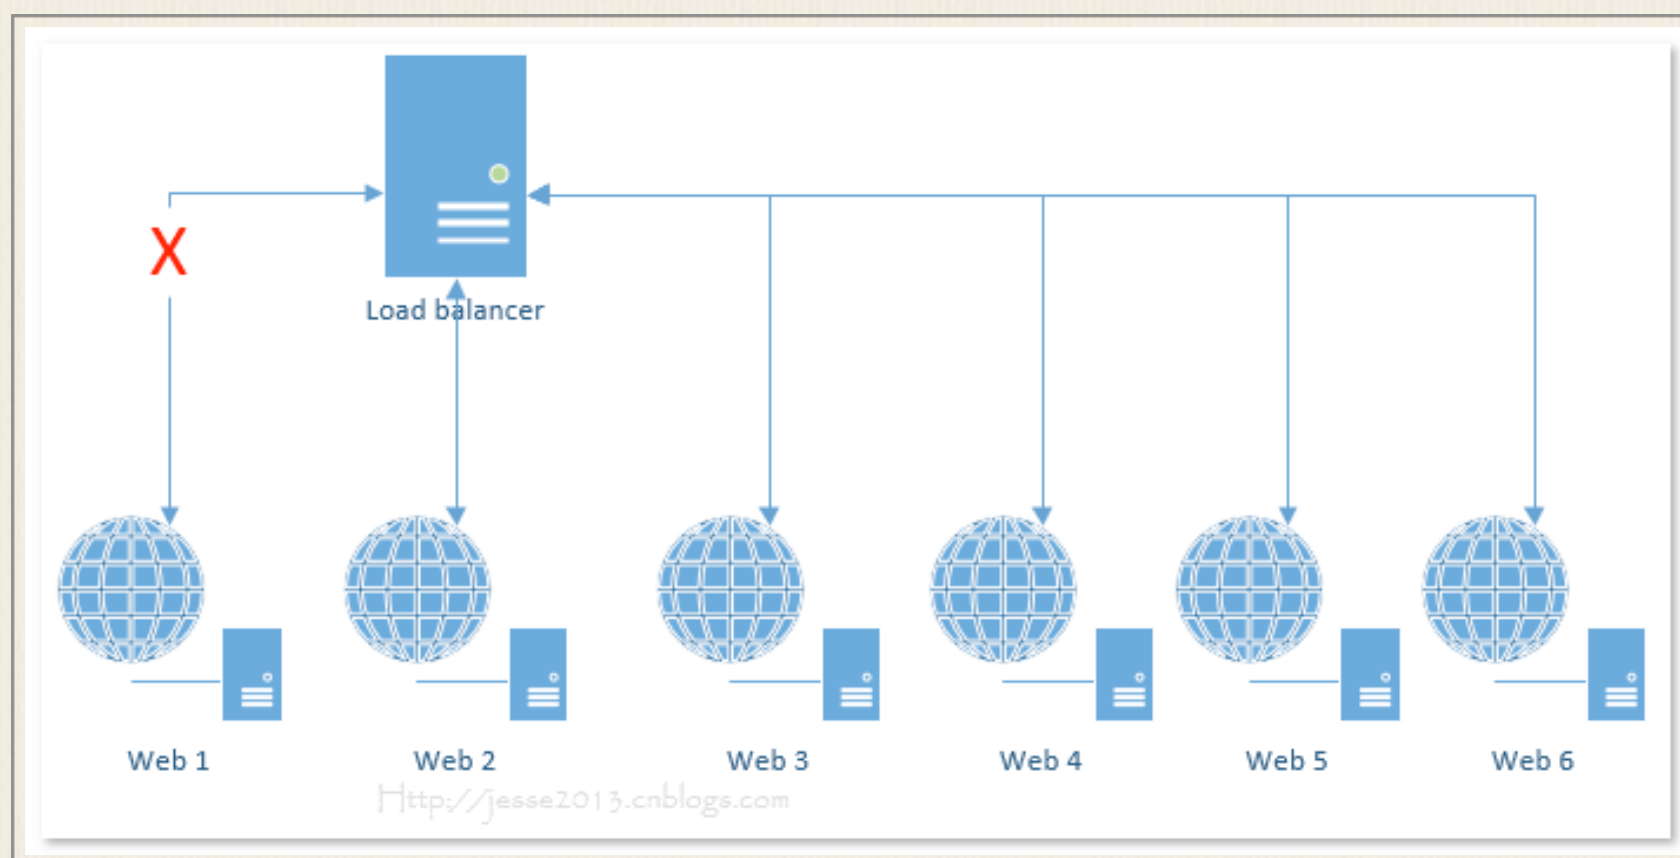 X
Load balancer
Web 1
Web 2
Web 3
Web 4
Web 5
Web 6
Http://jesse2013.cnblogs.com